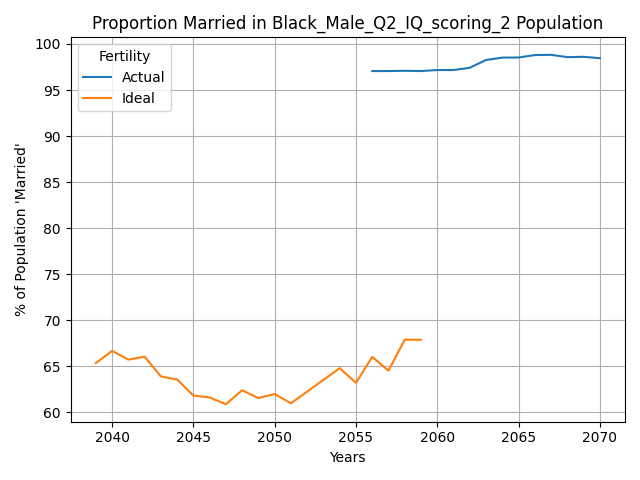 Proportion Married in Black_Male_Q2_IQ_scoring_2 Population
Fertility
Actual
Ideal
% of Population 'Married'
100
95
90
85
80
75
70
65
60
2040 2045 2050 2055 2060 2065 2070
Years